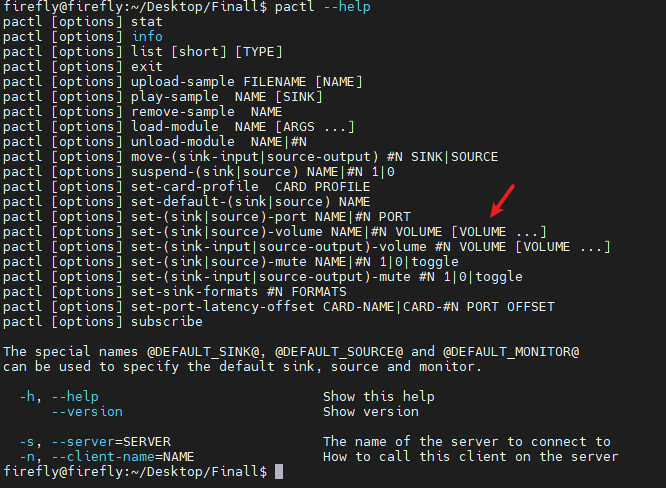 firefly@firefly:~/Desktop/Finall$ pactl --help
pactl [options] stat
pactl [options] info
pactl [options] list [short] [TYPE]
pactl [options] exit
pactl [options] upload-sample FILENAME [NAME]
pactl [options] play-sample  NAME [SINK]
pactl [options] remove-sample  NAME
pactl [options] load-module  NAME [ARGS ...]
pactl [options] unload-module  NAME|#N
pactl [options] move-(sink-input|source-output) #N SINK|SOURCE
pactl [options] suspend-(sink|source) NAME|#N 1|0
pactl [options] set-card-profile  CARD PROFILE
pactl [options] set-default-(sink|source) NAME
pactl [options] set-(sink|source)-port NAME|#N PORT
pactl [options] set-(sink|source)-volume NAME|#N VOLUME [VOLUME ...]
pactl [options] set-(sink-input|source-output)-volume #N VOLUME [VOLUME ...]
pactl [options] set-(sink|source)-mute NAME|#N 1|0|toggle
pactl [options] set-(sink-input|source-output)-mute #N 1|0|toggle
pactl [options] set-sink-formats #N FORMATS
pactl [options] set-port-latency-offset CARD-NAME|CARD-#N PORT OFFSET
pactl [options] subscribe

The special names @DEFAULT_SINK@, @DEFAULT_SOURCE@ and @DEFAULT_MONITOR@
can be used to specify the default sink, source and monitor.

  -h, --help                            Show this help
      --version                         Show version

  -s, --server=SERVER                   The name of the server to connect to
  -n, --client-name=NAME                How to call this client on the server
firefly@firefly:~/Desktop/Finall$